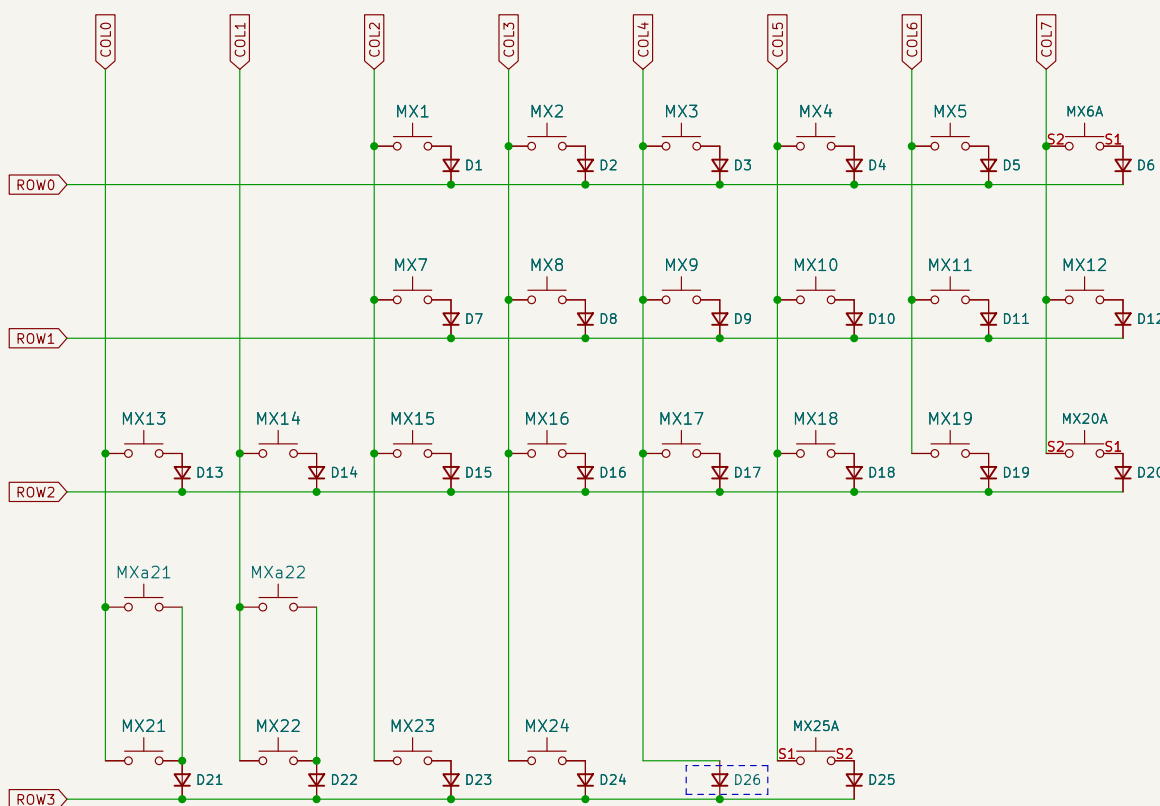 COL0 COL1 COL2 COL3 COL4 COL5 COL6 COL7
MX1 MX2 MX3 MX4 MX5 MX6A
S2 S1
D1 D2 D3 D4 D5 D6
ROW0
MX7 MX8 MX9 MX10 MX11 MX12
D7 D8 D9 D10 D11 D12
ROW1
MX13 MX14 MX15 MX16 MX17 MX18 MX19 MX20A
S2 S1
D13 D14 D15 D16 D17 D18 D19 D20
ROW2
MXa21 MXa22
MX21 MX22 MX23 MX24 MX25A
S1 S2
D21 D22 D23 D24 D26 D25
ROW3